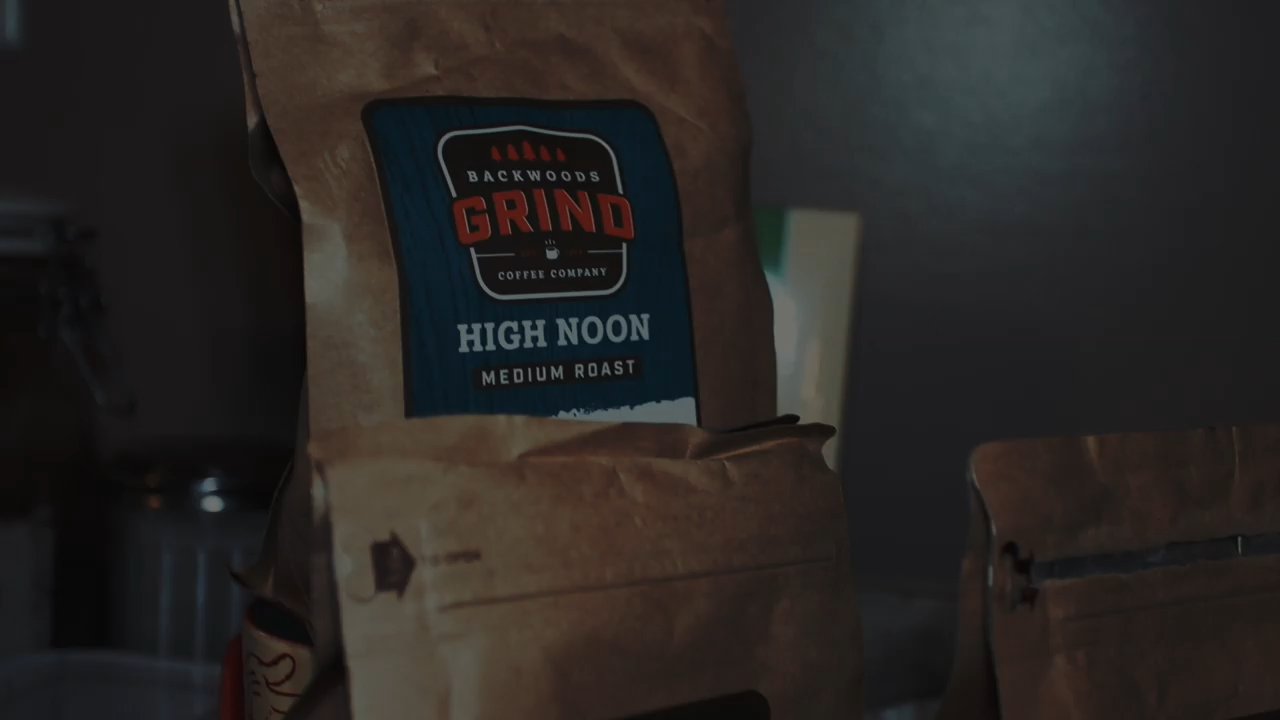 BACKWOODS
GRIND
COFFEE COMPANY
HIGH NOON
MEDIUM ROAST